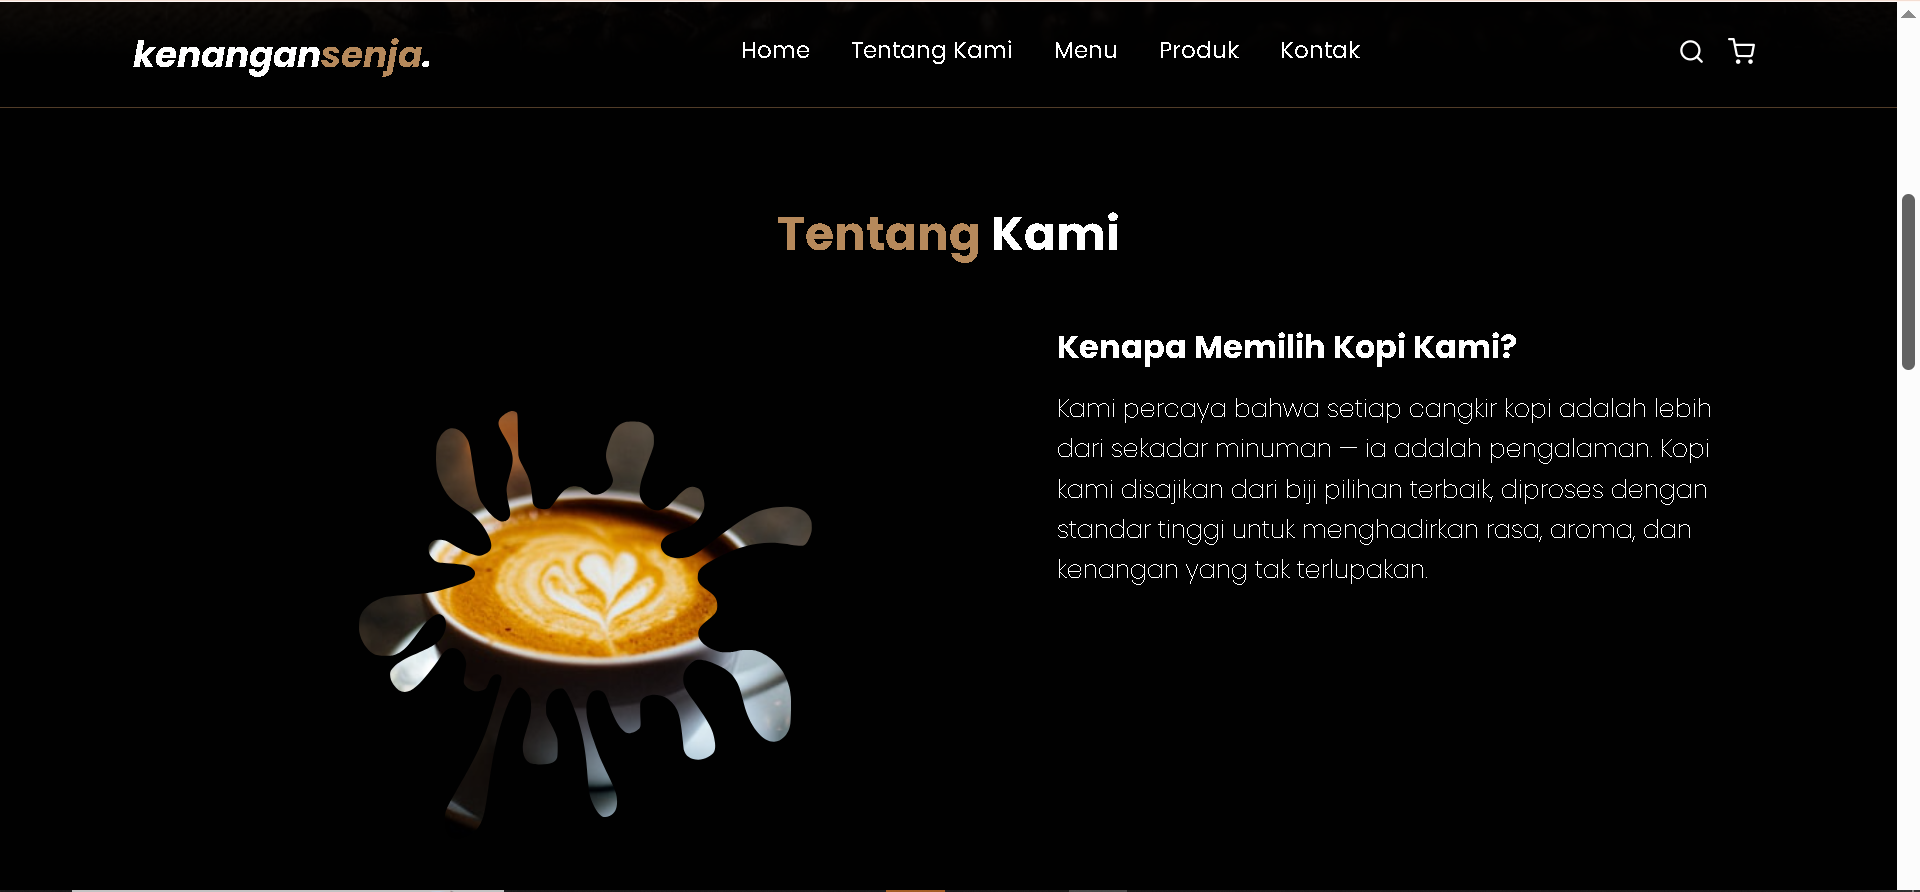 kenangansenja.
Home Tentang Kami Menu Produk Kontak
Tentang Kami
Kenapa Memilih Kopi Kami?
Kami percaya bahwa setiap cangkir kopi adalah lebih
dari sekadar minuman — ia adalah pengalaman. Kopi
kami disajikan dari biji pilihan terbaik, diproses dengan
standar tinggi untuk menghadirkan rasa, aroma, dan
kenangan yang tak terlupakan.